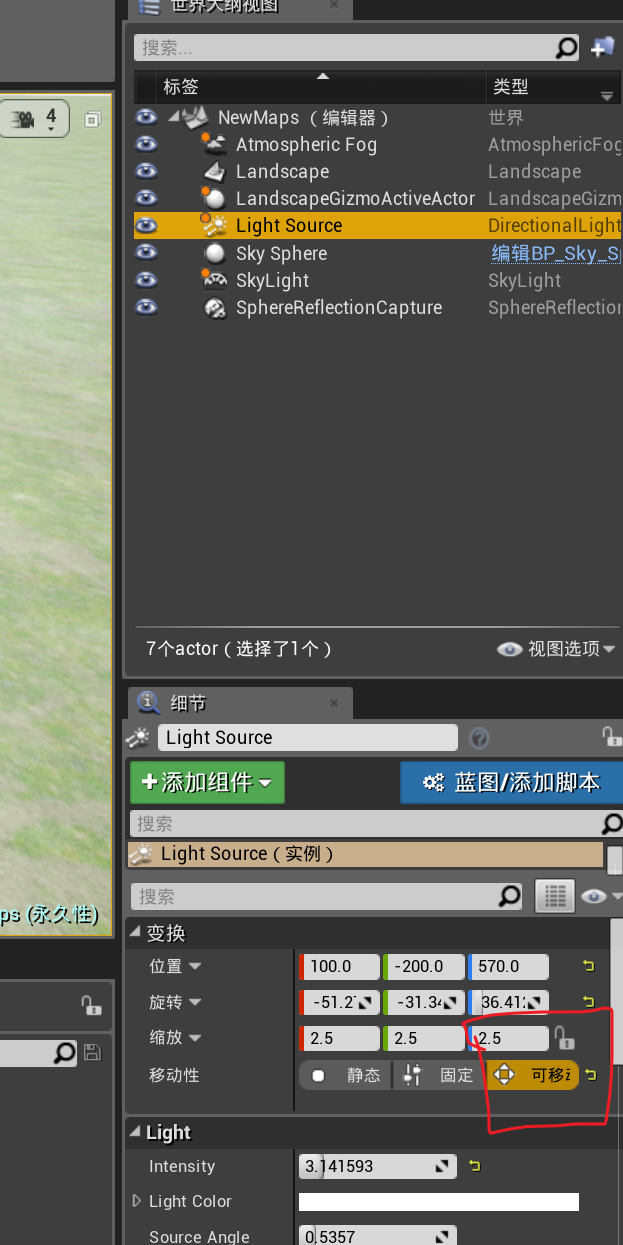 世界大纲视图
搜索...
标签 类型
4
NewMaps（编辑器） 世界
Atmospheric Fog AtmosphericFog
Landscape Landscape
LandscapeGizmoActiveActor LandscapeGizm
Light Source DirectionalLight
Sky Sphere 编辑BP_Sky_Sp
SkyLight SkyLight
SphereReflectionCapture SphereReflection
7个actor（选择了1个） 视图选项
细节
Light Source
添加组件 蓝图/添加脚本
搜索
Light Source（实例）
搜索
ps (永久性)
变换
位置 100.0 -200.0 570.0
旋转 -51.2 -31.34 36.41
缩放 2.5 2.5 2.5
移动性 静态 固定 可移
Light
Intensity 3.141593
Light Color
Source Angle 0.5357